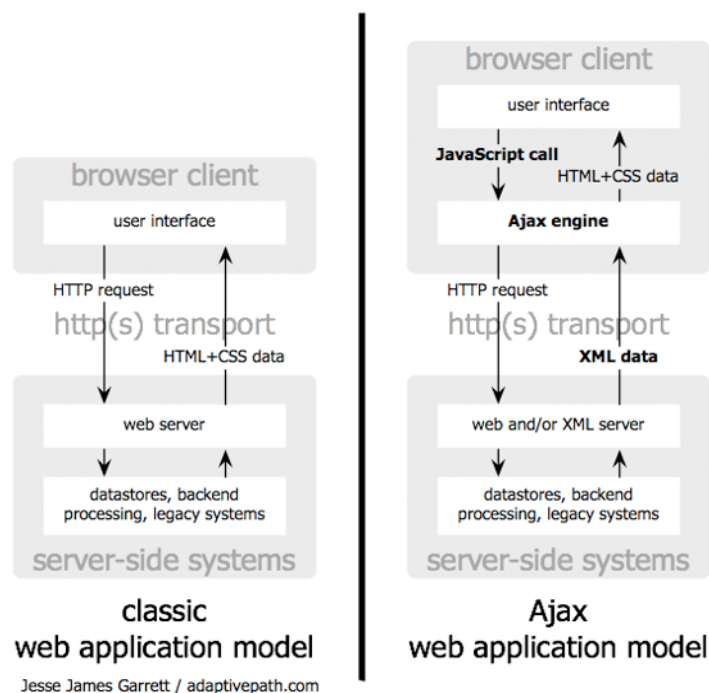 browser client
user interface
HTTP request
http(s) transport
HTML+CSS data
web server
datastores, backend
processing, legacy systems
server-side systems
classic
web application model
Jesse James Garrett / adaptivepath.com
browser client
user interface
JavaScript call
HTML+CSS data
Ajax engine
HTTP request
http(s) transport
XML data
web and/or XML server
datastores, backend
processing, legacy systems
server-side systems
Ajax
web application model